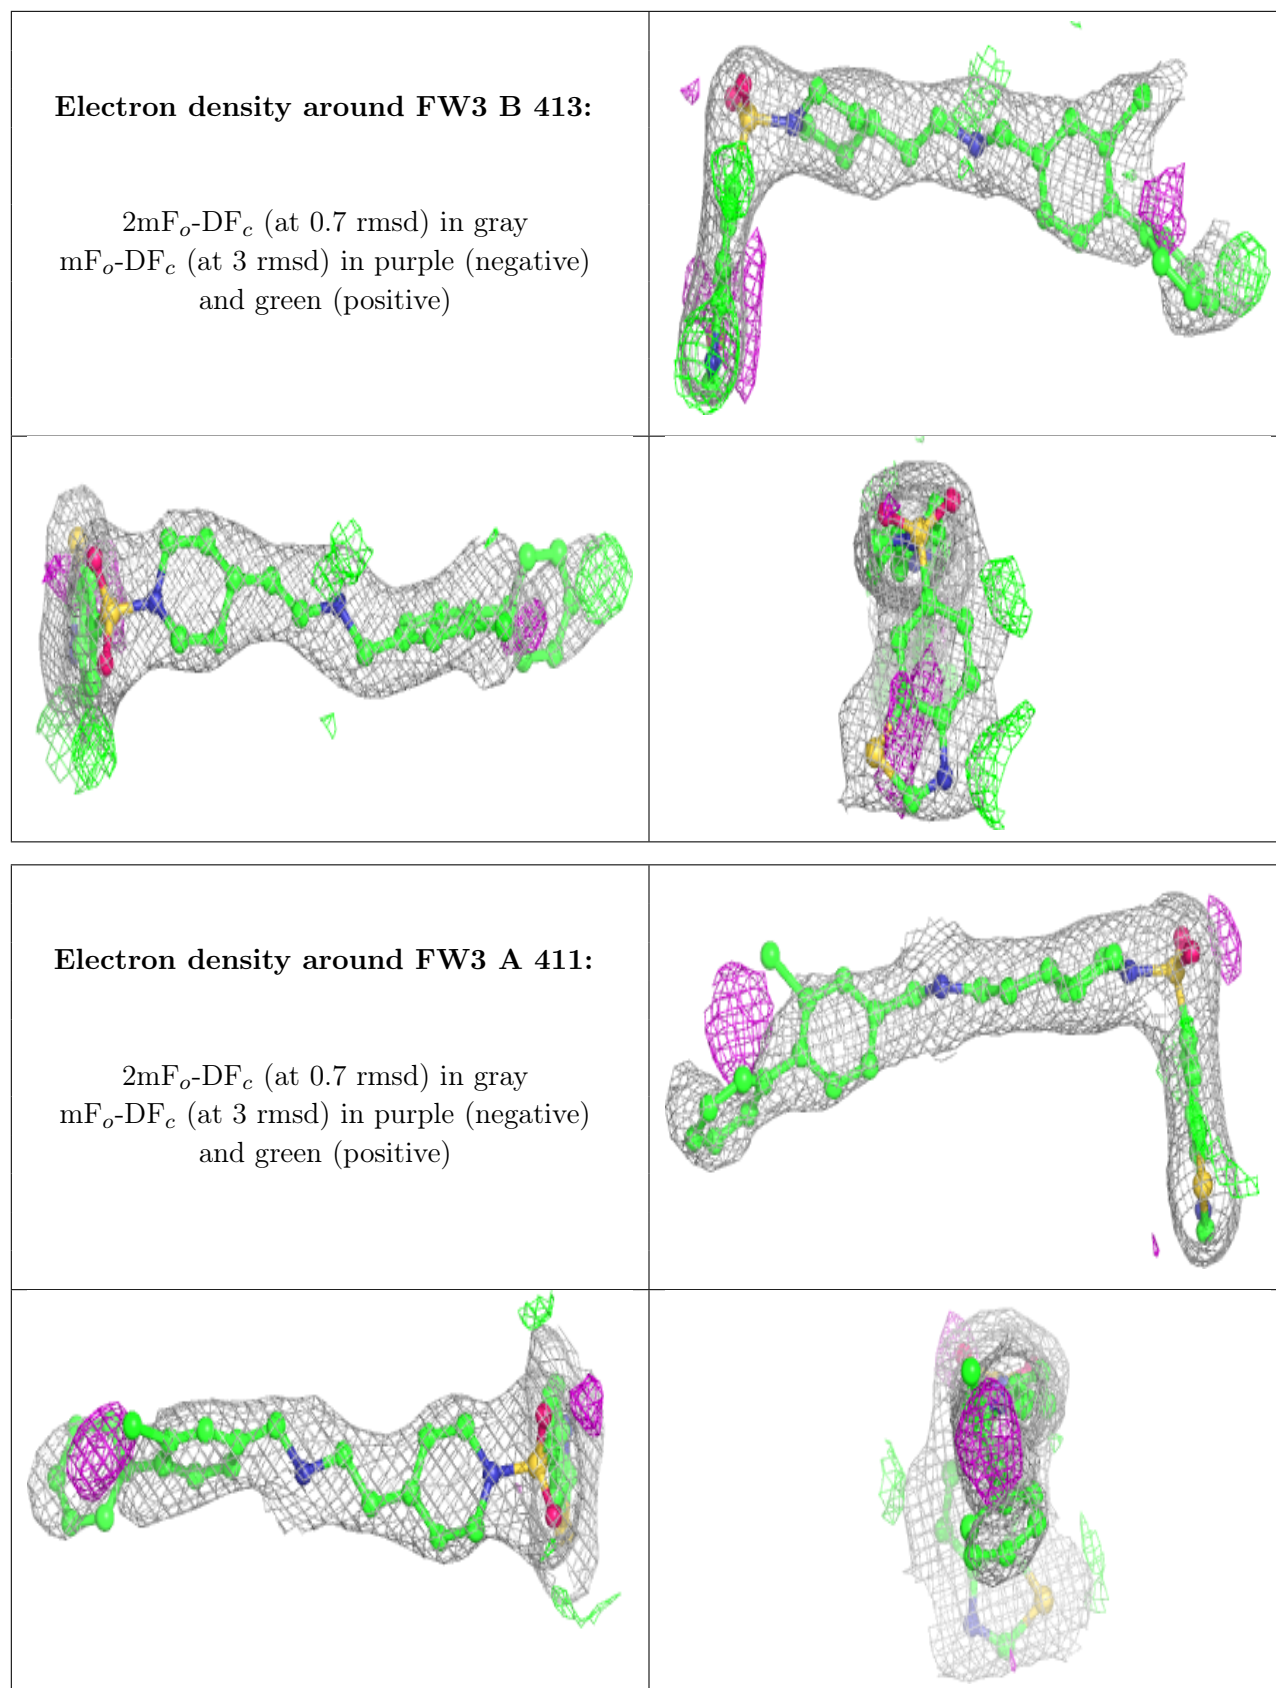 Electron density around FW3 B 413:
2mFo-DFc (at 0.7 rmsd) in gray
mFo-DFc (at 3 rmsd) in purple (negative)
and green (positive)
Electron density around FW3 A 411:
2mFo-DFc (at 0.7 rmsd) in gray
mFo-DFc (at 3 rmsd) in purple (negative)
and green (positive)